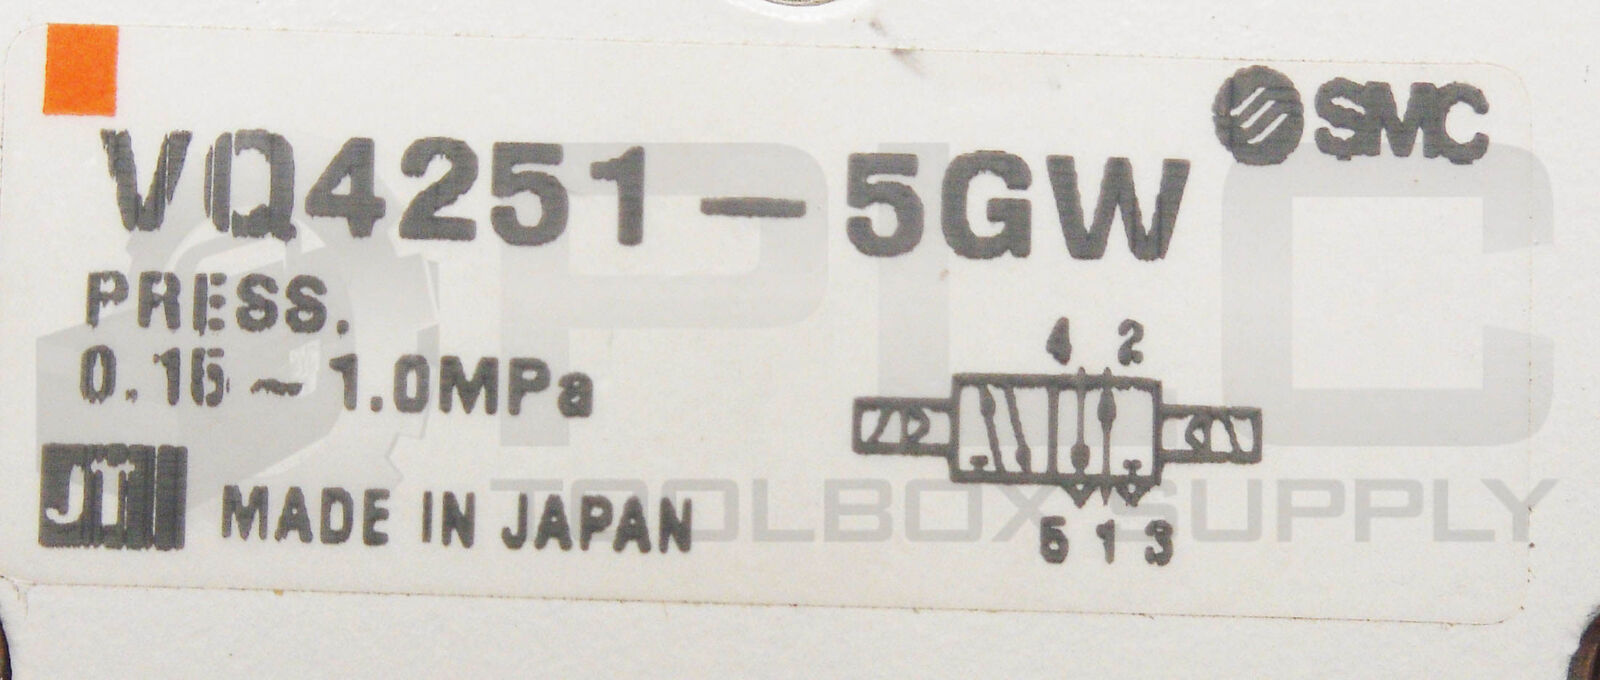 SMC
VQ4251-5GW
PRESS.
0.15~1.0MPa
4 2
5 1 3
JT MADE IN JAPAN
PLC
TOOLBOX SUPPLY